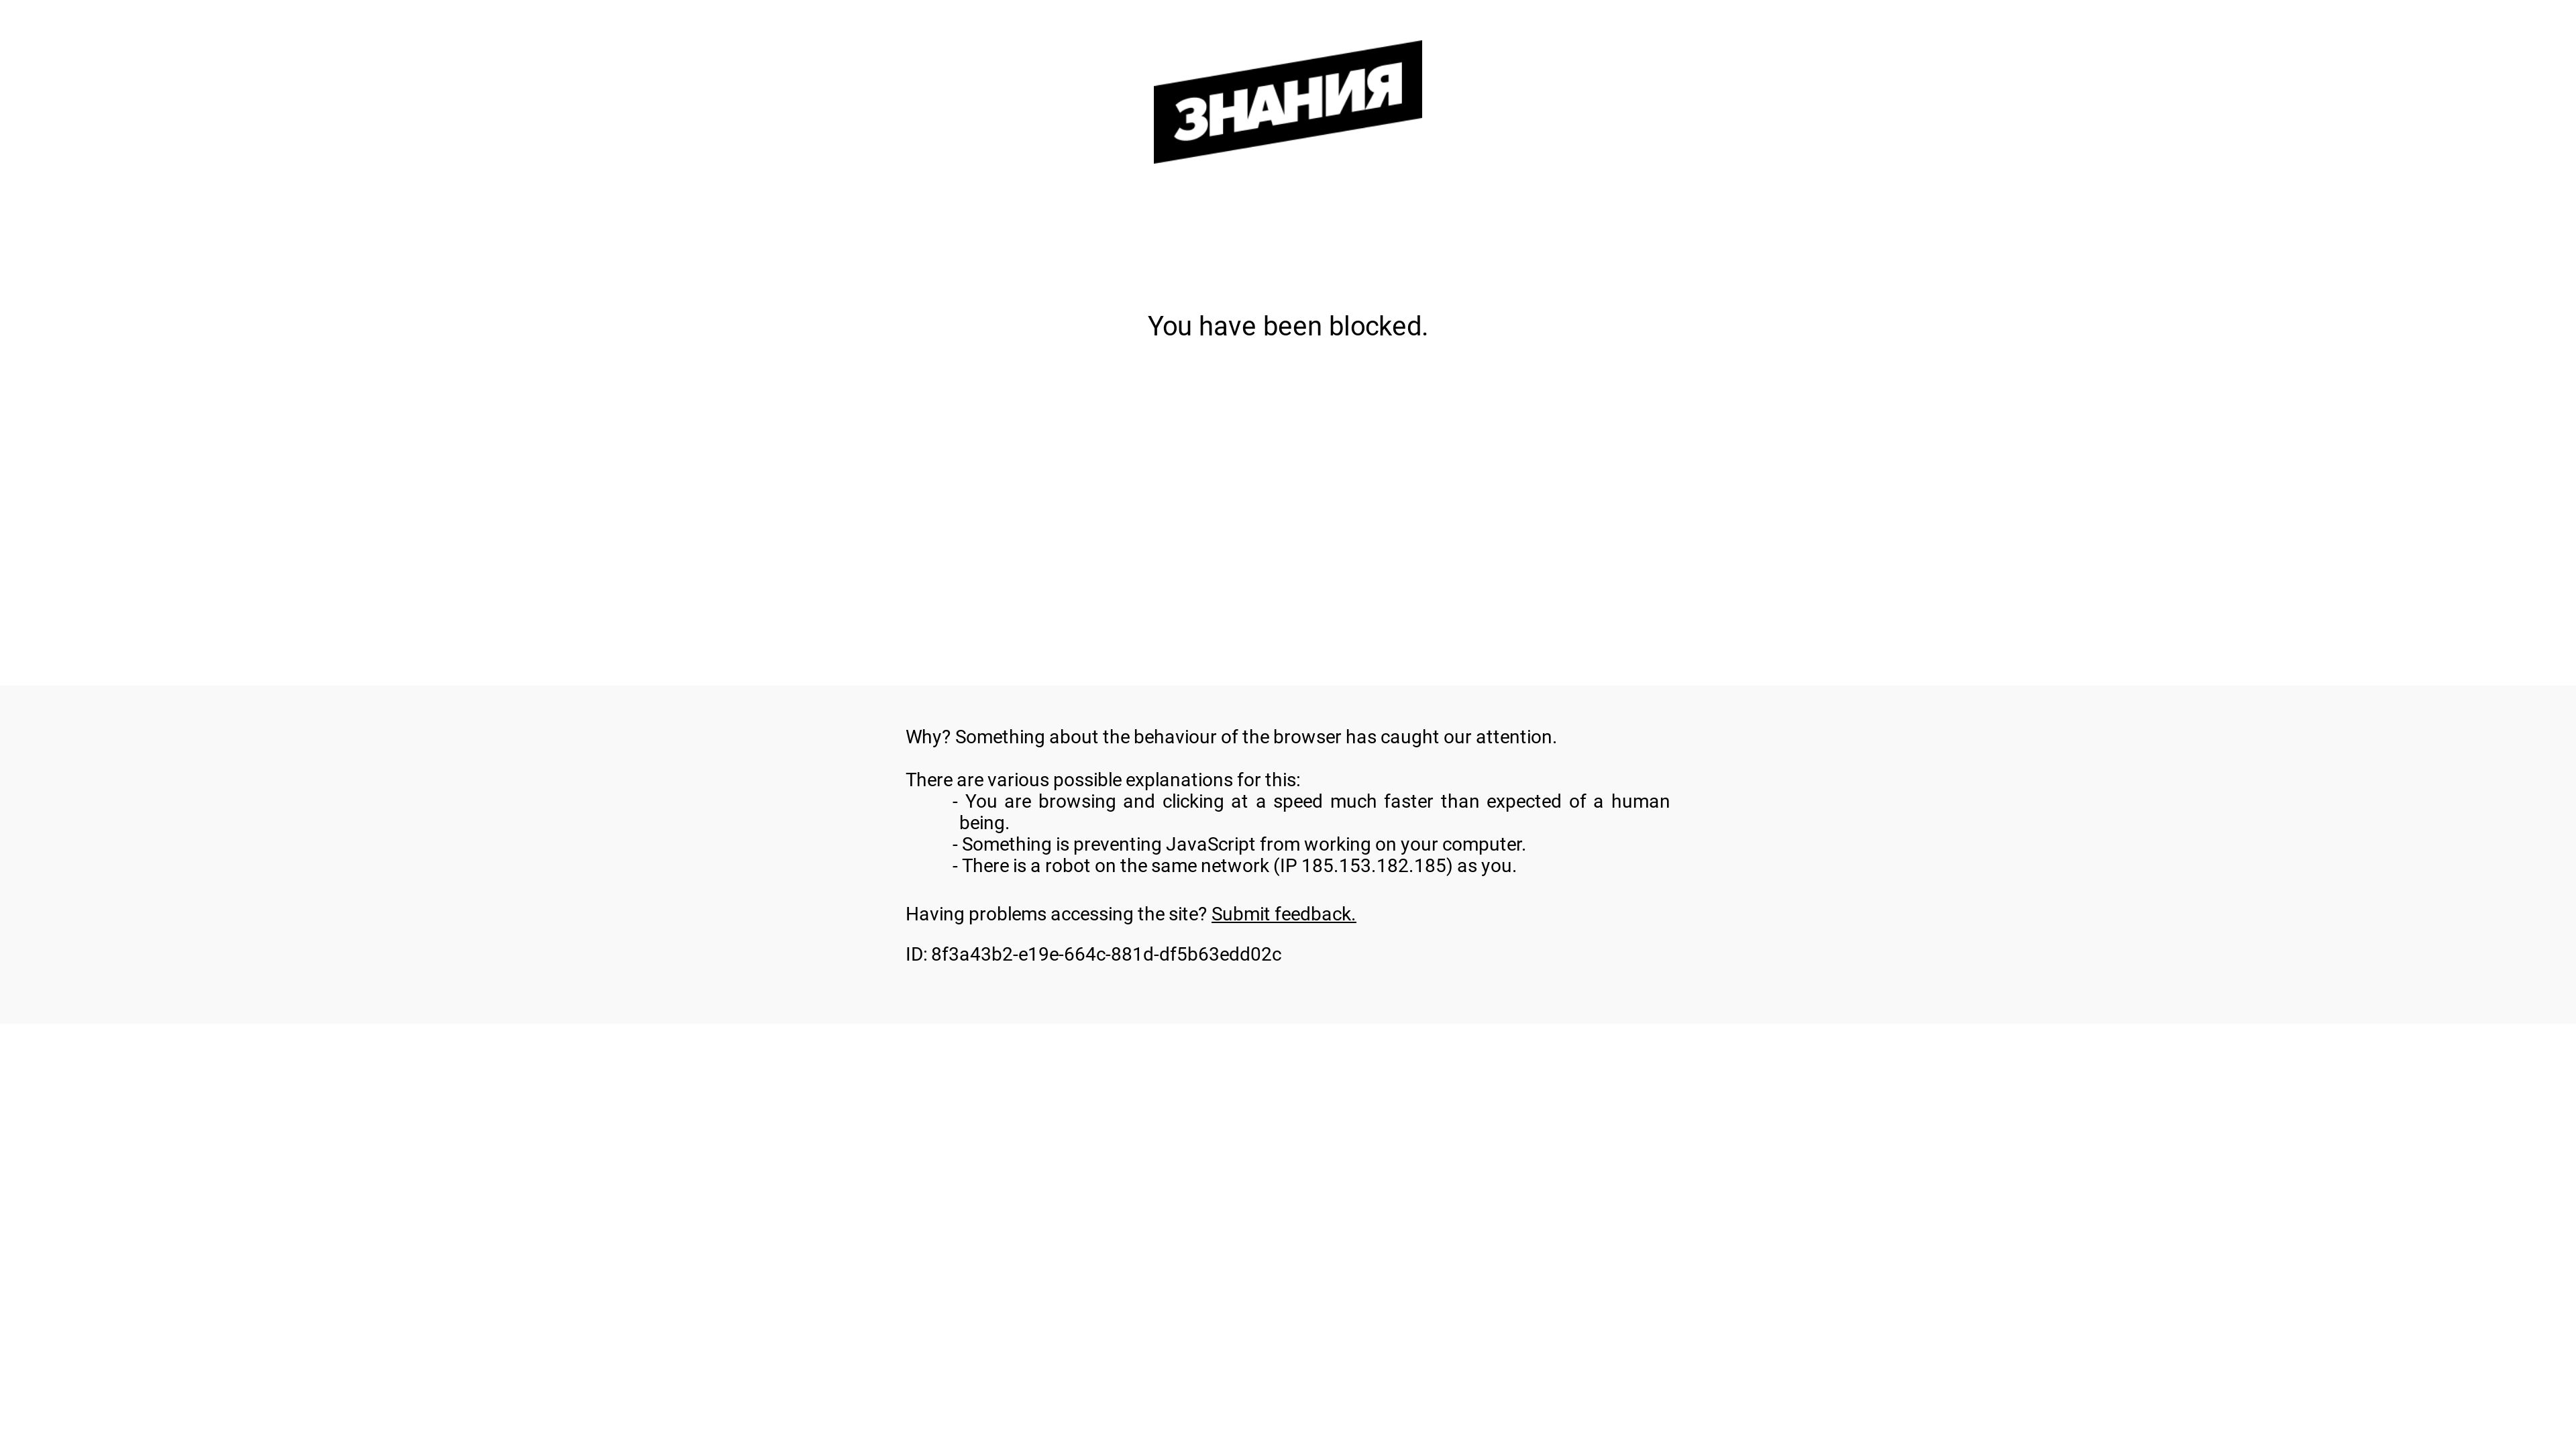 ЗНАНИЯ
You have been blocked.
Why? Something about the behaviour of the browser has caught our attention.
There are various possible explanations for this:
- You are browsing and clicking at a speed much faster than expected of a human
being.
- Something is preventing JavaScript from working on your computer.
- There is a robot on the same network (IP 185.153.182.185) as you.
Having problems accessing the site? Submit feedback.
ID: 8f3a43b2-e19e-664c-881d-df5b63edd02c